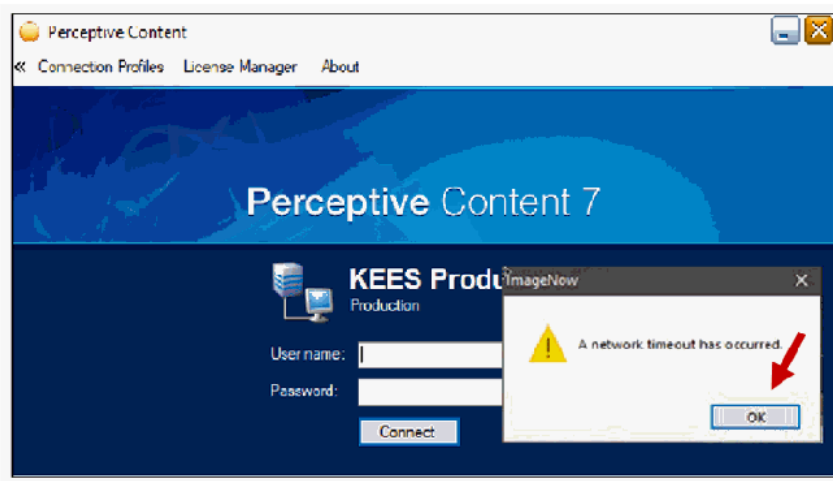 Perceptive Content
« Connection Profiles License Manager About
Perceptive Content 7
KEES Produ
Production
ImageNow
A network timeout has occurred.
User name:
Password:
OK
Connect